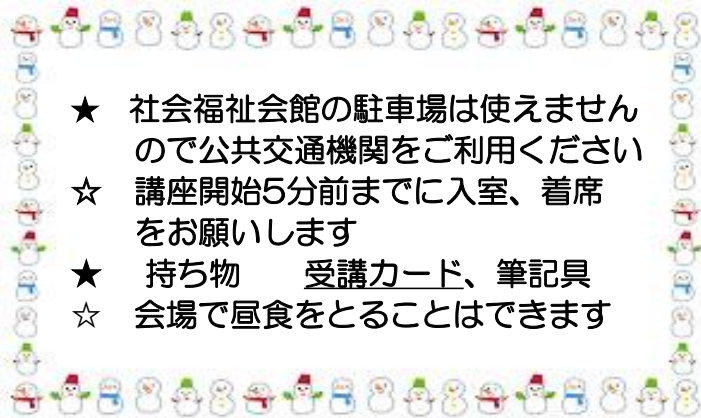 ★ 社会福祉会館の駐車場は使えません
ので公共交通機関をご利用ください
☆ 講座開始5分前までに入室、着席
をお願いします
★ 持ち物 受講カード、筆記具
☆ 会場で昼食をとることはできます